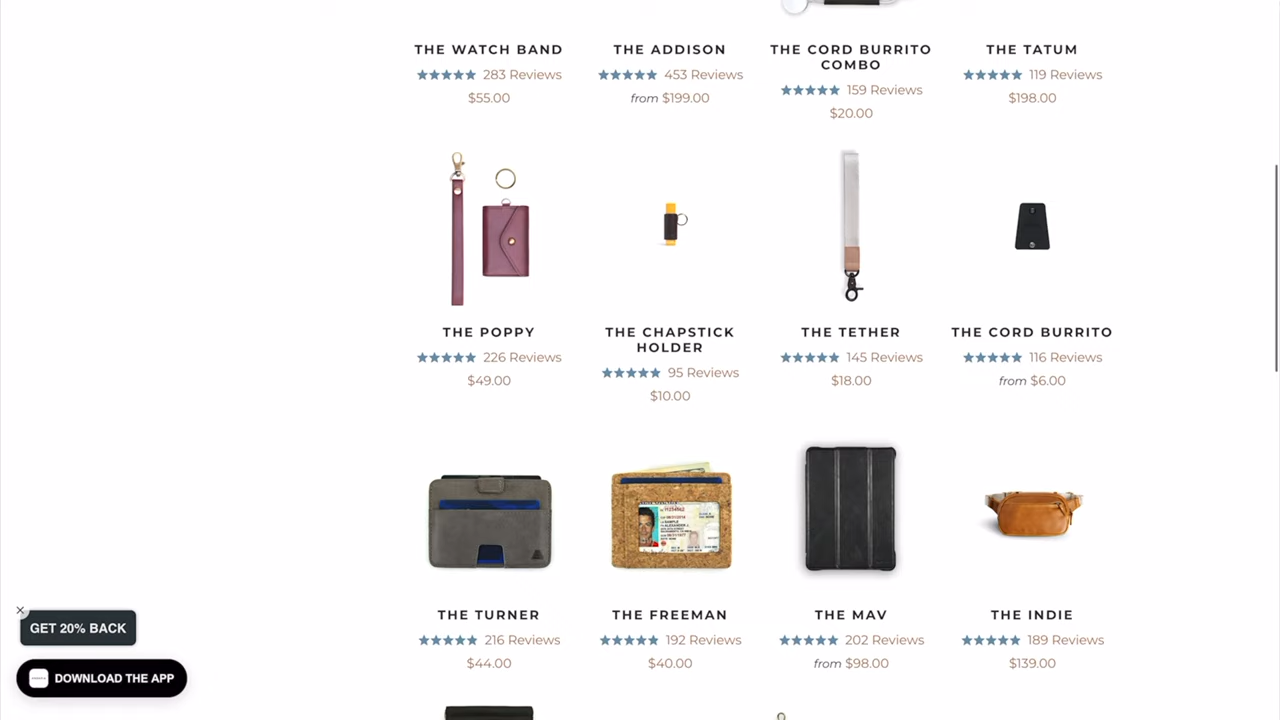 THE WATCH BAND
283 Reviews
$55.00
THE ADDISON
453 Reviews
from $199.00
THE CORD BURRITO
COMBO
159 Reviews
$20.00
THE TATUM
119 Reviews
$198.00
THE POPPY
226 Reviews
$49.00
THE CHAPSTICK
HOLDER
95 Reviews
$10.00
THE TETHER
145 Reviews
$18.00
THE CORD BURRITO
116 Reviews
from $6.00
THE TURNER
216 Reviews
$44.00
THE FREEMAN
192 Reviews
$40.00
THE MAV
202 Reviews
from $98.00
THE INDIE
189 Reviews
$139.00
GET 20% BACK
DOWNLOAD THE APP